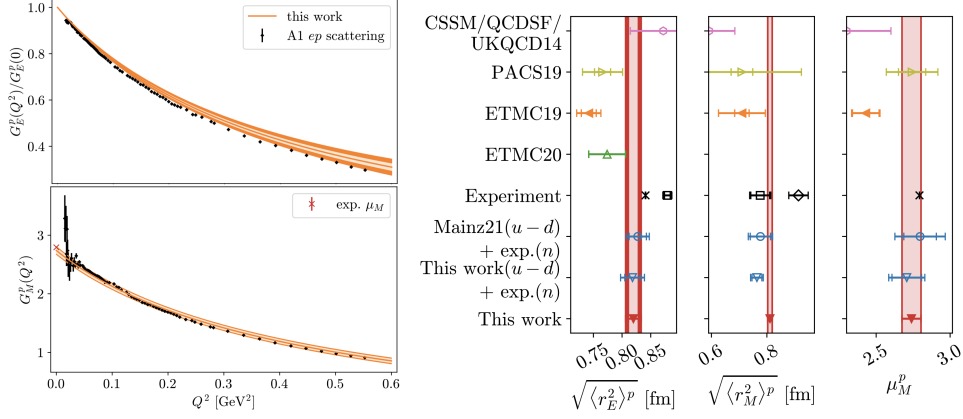 this work
A1 ep scattering
G_E^p(Q^2)/G_E^p(0)
1.0
0.8
0.6
0.4
exp. μ_M
G_M^p(Q^2)
3
2
1
0.0 0.1 0.2 0.3 0.4 0.5 0.6
Q^2 [GeV^2]
CSSM/QCDSF/
UKQCD14
PACS19
ETMC19
ETMC20
Experiment
Mainz21(u − d)
+ exp.(n)
This work(u − d)
+ exp.(n)
This work
0.75 0.80 0.85
√⟨r_E^2⟩^p [fm]
0.6 0.8
√⟨r_M^2⟩^p [fm]
2.5 3.0
μ_M^p